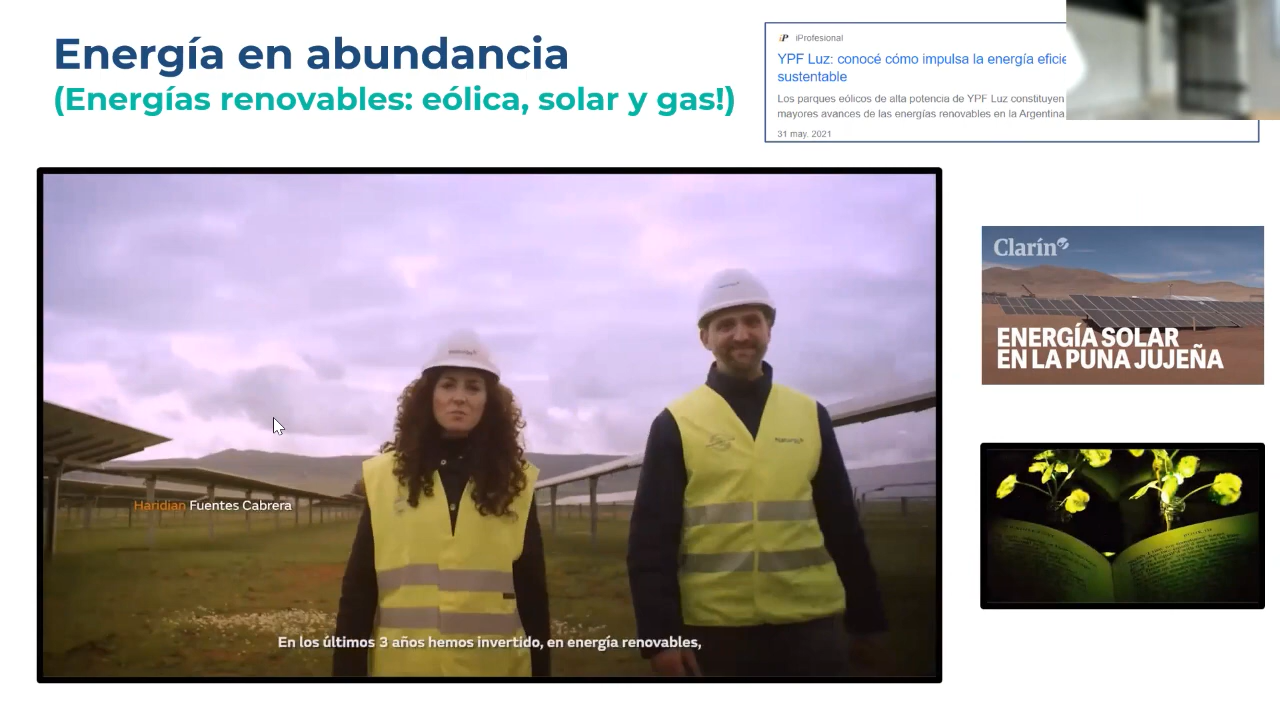 Energía en abundancia
(Energías renovables: eólica, solar y gas!)
iP iProfesional
YPF Luz: conocé cómo impulsa la energía eficie
sustentable
Los parques eólicos de alta potencia de YPF Luz constituyen
mayores avances de las energías renovables en la Argentina
31 may. 2021
Haridian Fuentes Cabrera
En los últimos 3 años hemos invertido, en energía renovables,
Clarín
ENERGÍA SOLAR
EN LA PUNA JUJEÑA